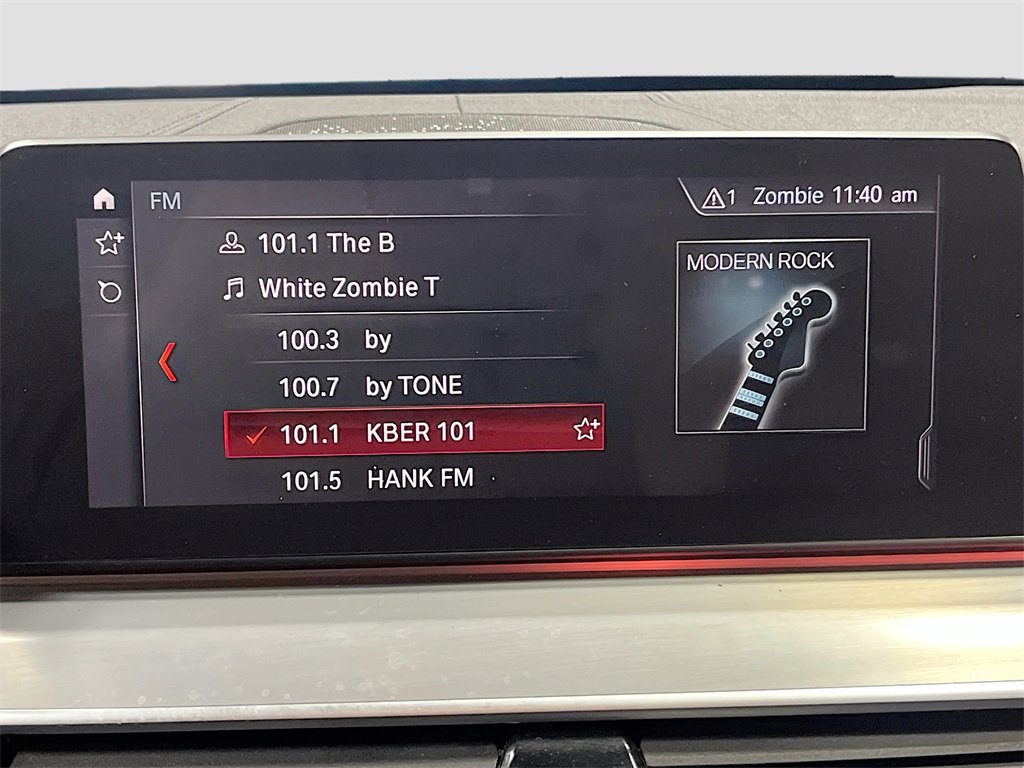 FM
1 Zombie 11:40 am
101.1 The B
White Zombie T
MODERN ROCK
100.3 by
100.7 by TONE
101.1 KBER 101
101.5 HANK FM